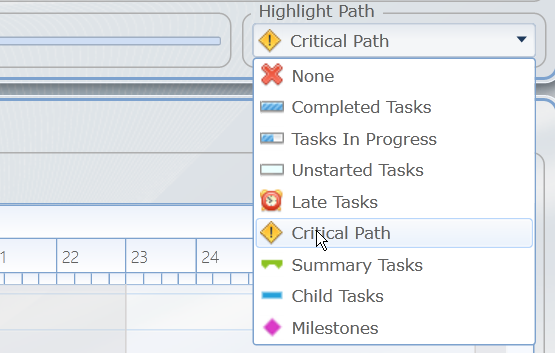 Highlight Path
Critical Path
None
Completed Tasks
Tasks In Progress
Unstarted Tasks
Late Tasks
Critical Path
Summary Tasks
Child Tasks
Milestones
22 23 24